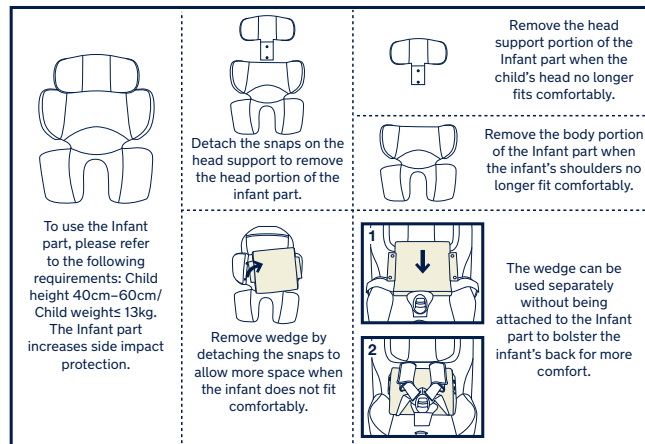 To use the Infant
part, please refer
to the following
requirements: Child
height 40cm–60cm/
Child weight≤ 13kg.
The Infant part
increases side impact
protection.
Detach the snaps on the
head support to remove
the head portion of the
infant part.
Remove wedge by
detaching the snaps to
allow more space when
the infant does not fit
comfortably.
Remove the head
support portion of the
Infant part when the
child’s head no longer
fits comfortably.
Remove the body portion
of the Infant part when
the infant’s shoulders no
longer fit comfortably.
1
2
The wedge can be
used separately
without being
attached to the Infant
part to bolster the
infant’s back for more
comfort.